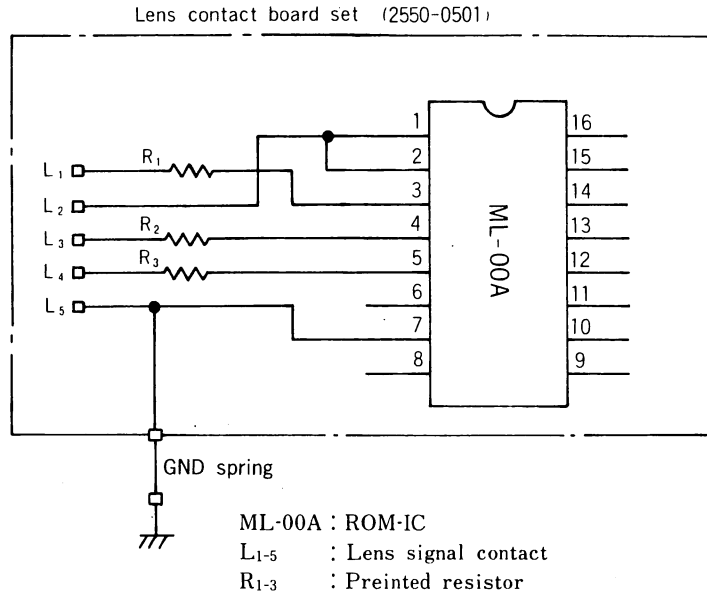 Lens contact board set (2550-0501)
1 16
2 15
L₁ R₁
3 14
L₂
4 13
L₃ R₂
5 12
L₄ R₃
6 11
L₅
7 10
8 9
ML-00A
GND spring
ML-00A : ROM-IC
L₁₋₅ : Lens signal contact
R₁₋₃ : Preinted resistor